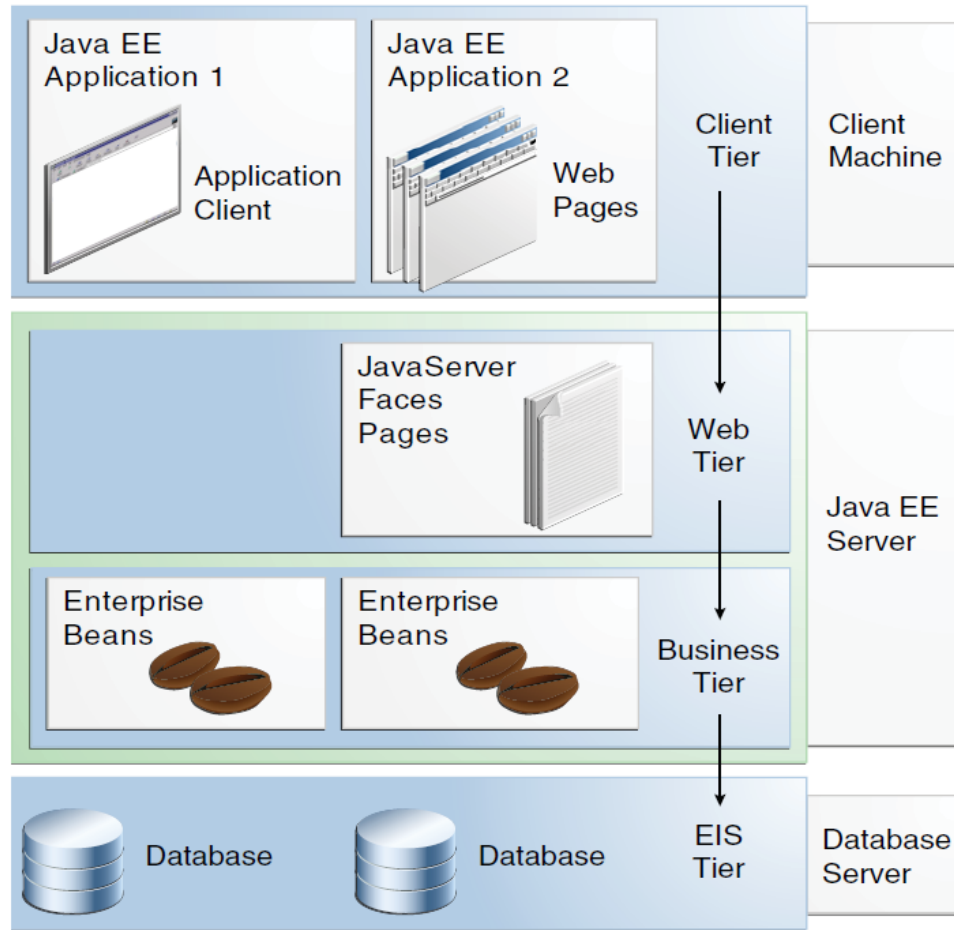 Java EE
Application 1
Application
Client
Java EE
Application 2
Web
Pages
Client
Tier
Client
Machine
JavaServer
Faces
Pages
Web
Tier
Java EE
Server
Enterprise
Beans
Enterprise
Beans
Business
Tier
Database
Database
EIS
Tier
Database
Server